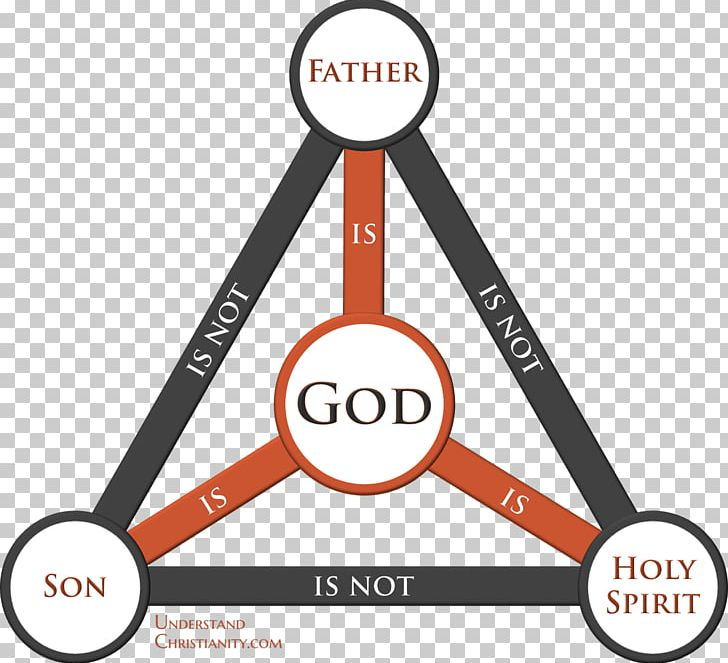 FATHER
IS
IS NOT
IS NOT
GOD
IS
IS
SON
IS NOT
HOLY
SPIRIT
UNDERSTAND
CHRISTIANITY.COM